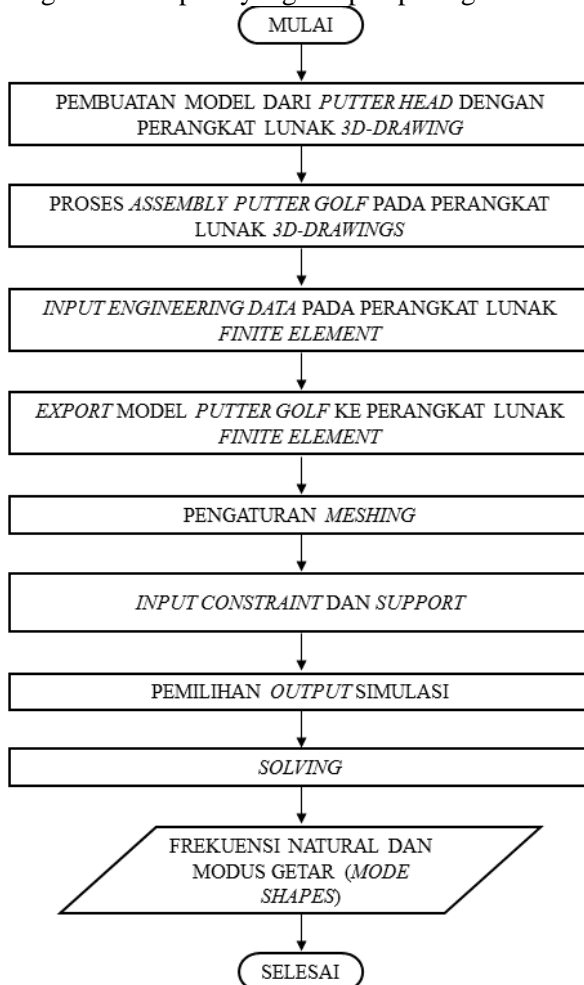 MULAI
PEMBUATAN MODEL DARI PUTTER HEAD DENGAN
PERANGKAT LUNAK 3D-DRAWING
PROSES ASSEMBLY PUTTER GOLF PADA PERANGKAT
LUNAK 3D-DRAWINGS
INPUT ENGINEERING DATA PADA PERANGKAT LUNAK
FINITE ELEMENT
EXPORT MODEL PUTTER GOLF KE PERANGKAT LUNAK
FINITE ELEMENT
PENGATURAN MESHING
INPUT CONSTRAINT DAN SUPPORT
PEMILIHAN OUTPUT SIMULASI
SOLVING
FREKUENSI NATURAL DAN
MODUS GETAR (MODE
SHAPES)
SELESAI